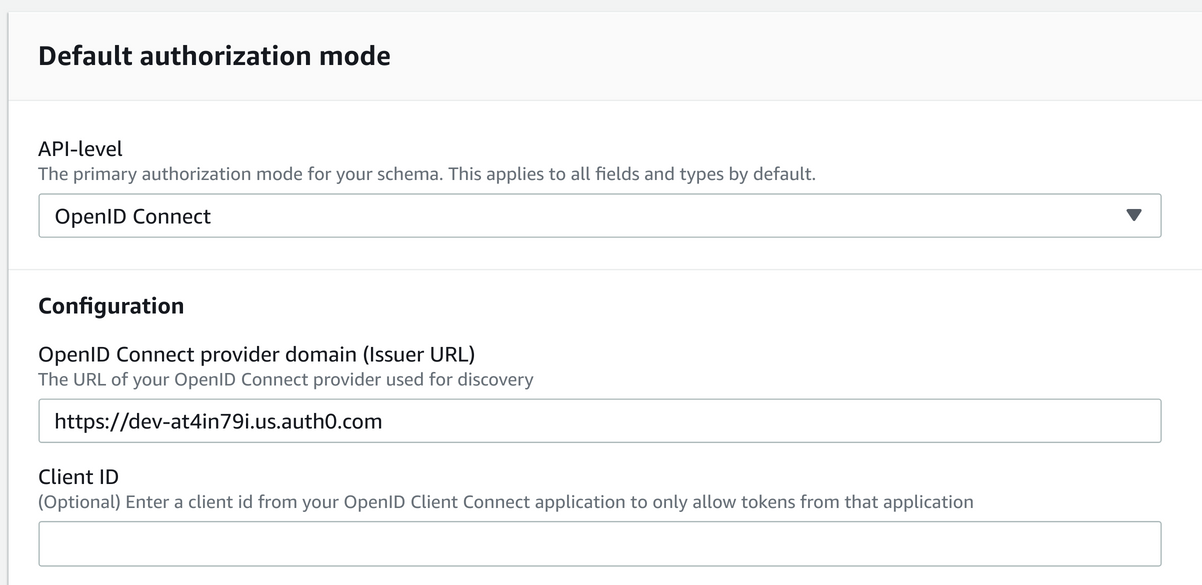 Default authorization mode
API-level
The primary authorization mode for your schema. This applies to all fields and types by default.
OpenID Connect
Configuration
OpenID Connect provider domain (Issuer URL)
The URL of your OpenID Connect provider used for discovery
https://dev-at4in79i.us.auth0.com
Client ID
(Optional) Enter a client id from your OpenID Client Connect application to only allow tokens from that application